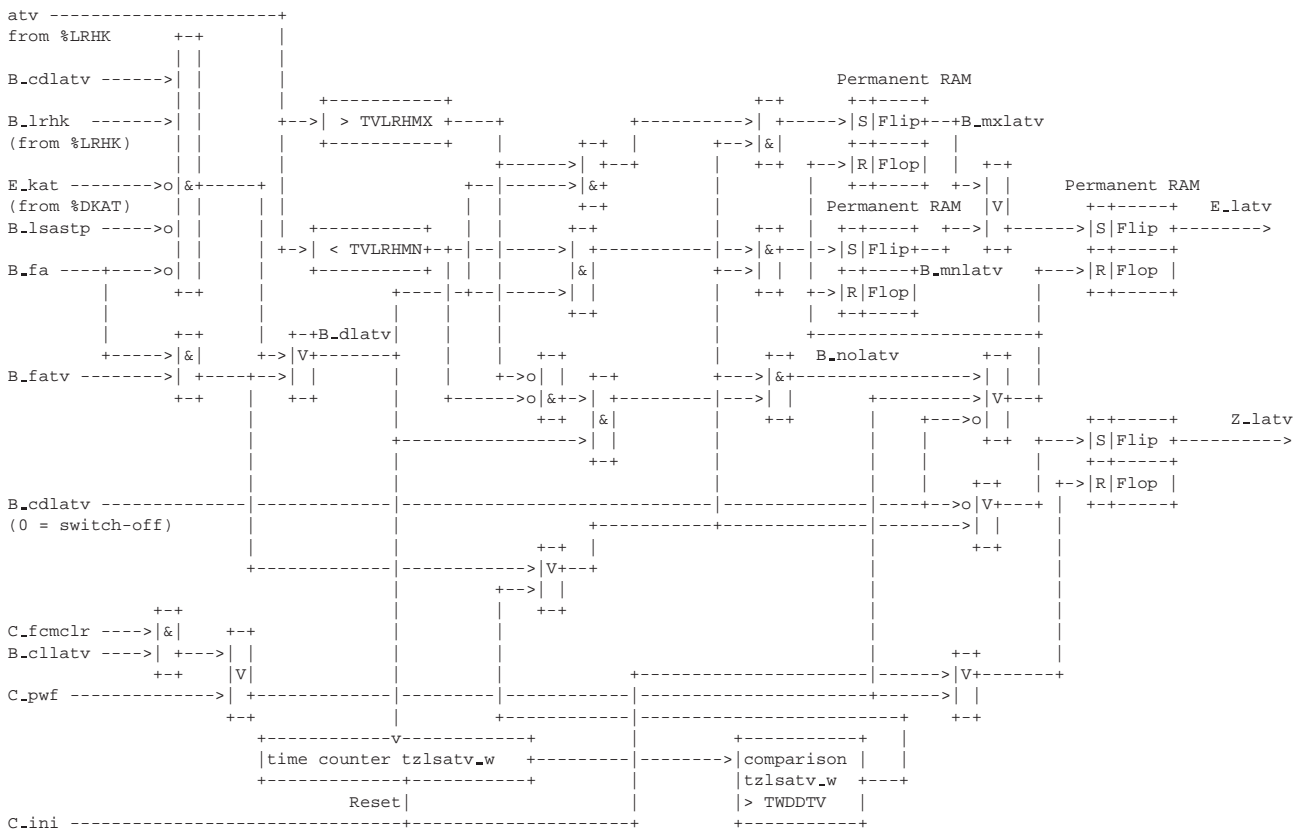 atv
from %LRHK
B_cdlatv
Permanent RAM
B_lrhk
> TVLRHMX
S Flip
B_mxlatv
(from %LRHK)
&
R Flop
E_kat
&
&
Permanent RAM
(from %DKAT)
Permanent RAM
V
E_latv
B_lsastp
S Flip
< TVLRHMN
&
S Flip
B_fa
&
B_mnlatv
R Flop
R Flop
B_dlatv
&
V
B_nolatv
B_fatv
&
&
V
Z_latv
&
S Flip
R Flop
B_cdlatv
V
(0 = switch-off)
V
C_fcmclr
&
B_cllatv
V
V
C_pwf
time counter tzlsatv_w
comparison
tzlsatv_w
Reset
> TWDDTV
C_ini